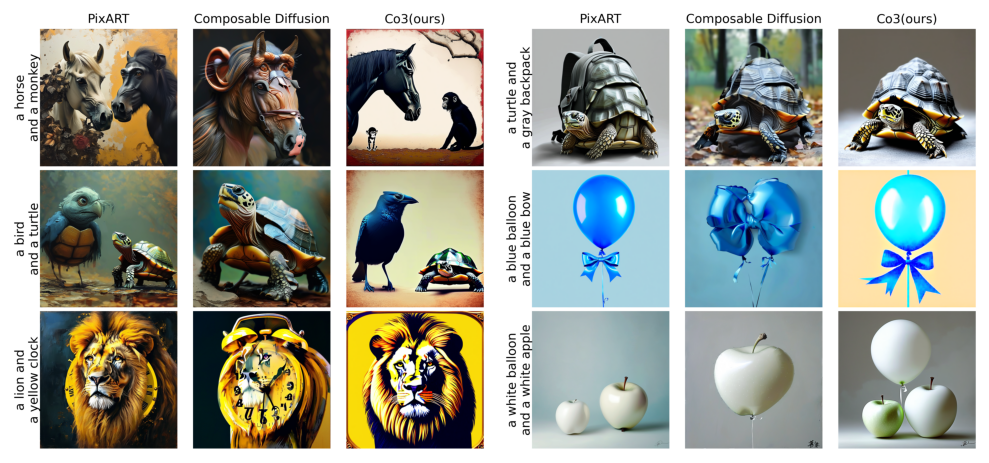 PixART Composable Diffusion Co3(ours) PixART Composable Diffusion Co3(ours)
a horse
and a monkey
a turtle and
gray backpack
a bird
and a turtle
a blue balloon
and a blue bow
a lion and
a yellow clock
a white balloon
and a white apple